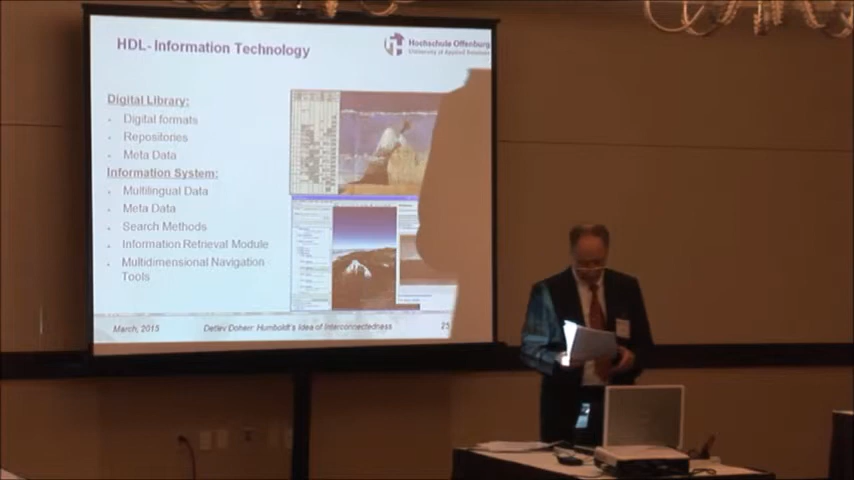 HDL- Information Technology
Hochschule Offenburg
University of Applied Sciences
Digital Library:
Digital formats
Repositories
Meta Data
Information System:
Multilingual Data
Meta Data
Search Methods
Information Retrieval Module
Multidimensional Navigation
Tools
March, 2015
Detlev Doherr: Humboldt's Idea of Interconnectedness
25